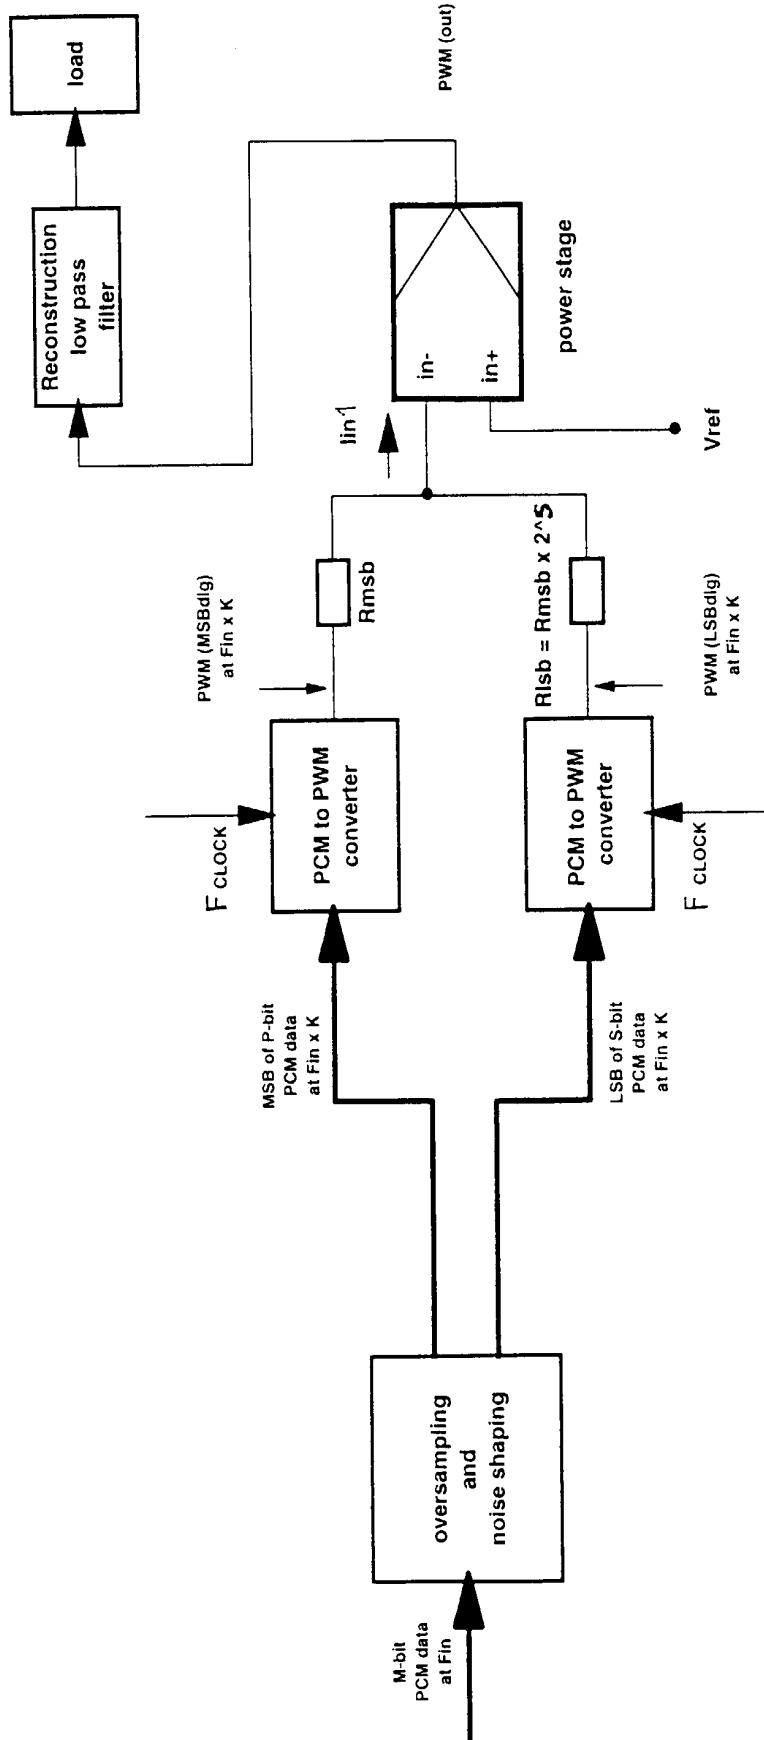 M-bit
PCM data
at Fin
oversampling
and
noise shaping
MSB of P-bit
PCM data
at Fin x K
LSB of S-bit
PCM data
at Fin x K
F CLOCK
PCM to PWM
converter
F CLOCK
PCM to PWM
converter
PWM (MSBdlg)
at Fin x K
Rmsb
Rlsb = Rmsb x 2^5
PWM (LSBdlg)
at Fin x K
Iin1
in-
in+
Vref
power stage
PWM (out)
Reconstruction
low pass
filter
load